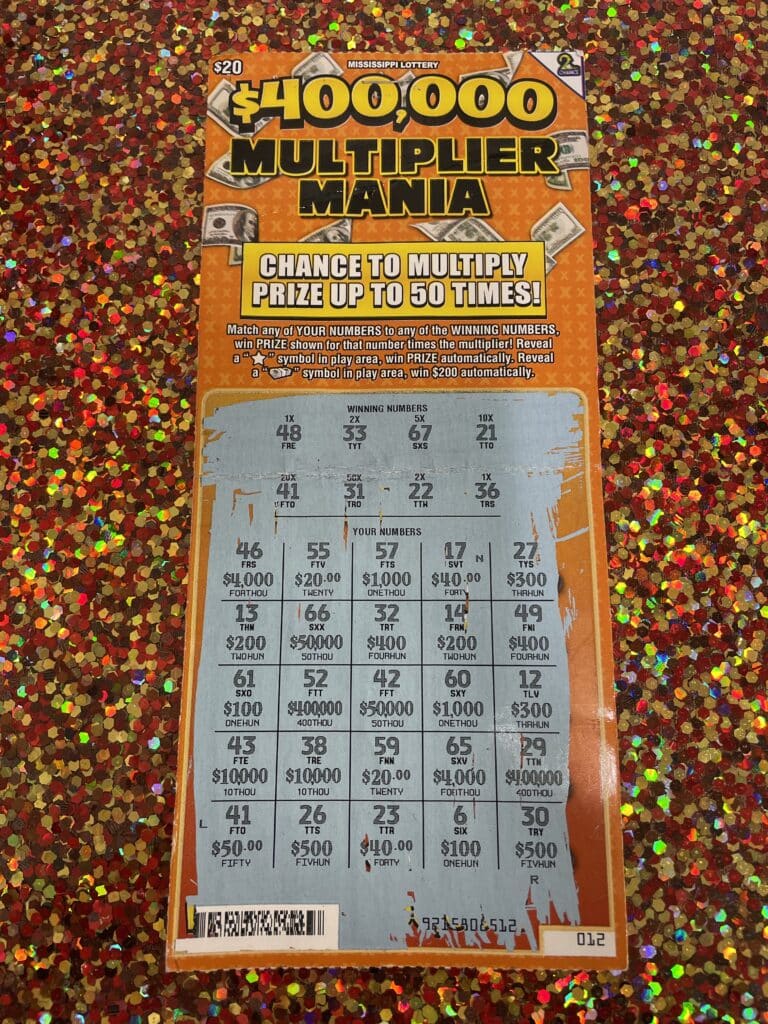 $20 MISSISSIPPI LOTTERY 2ND CHANCE
$400,000
MULTIPLIER
MANIA
CHANCE TO MULTIPLY
PRIZE UP TO 50 TIMES!
Match any of YOUR NUMBERS to any of the WINNING NUMBERS,
win PRIZE shown for that number times the multiplier! Reveal
a " " symbol in play area, win PRIZE automatically. Reveal
a " " symbol in play area, win $200 automatically.
WINNING NUMBERS
1X 2X 5X 10X
48 33 67 21
FRE TYT SXS TTO
20X 50X 2X 1X
41 31 22 36
FTO TRO TTW TRS
YOUR NUMBERS
46 55 57 17 N 27
FRS FTV FTS SVT TYS
$4,000 $20.00 $1,000 $40.00 $300
FORTHOU TWENTY ONETHOU FORTY THRHUN
13 66 32 14 49
THN SXX TRT FRN FNI
$200 $50,000 $400 $200 $400
TWOHUN 50THOU FOURHUN TWOHUN FOURHUN
61 52 42 60 12
SXO FTT FFT SXY TLV
$100 $400,000 $50,000 $1,000 $300
ONEHUN 400THOU 50THOU ONETHOU THRHUN
43 38 59 65 29
FTE TRE FNN SXV TTN
$10,000 $10,000 $20.00 $4,000 $400,000
10THOU 10THOU TWENTY FORTHOU 400THOU
L 41 26 23 6 30
FTO TTS TTR SIX TRY
$50.00 $500 $40.00 $100 $500
FIFTY FIVHUN FORTY ONEHUN FIVHUN
R
012